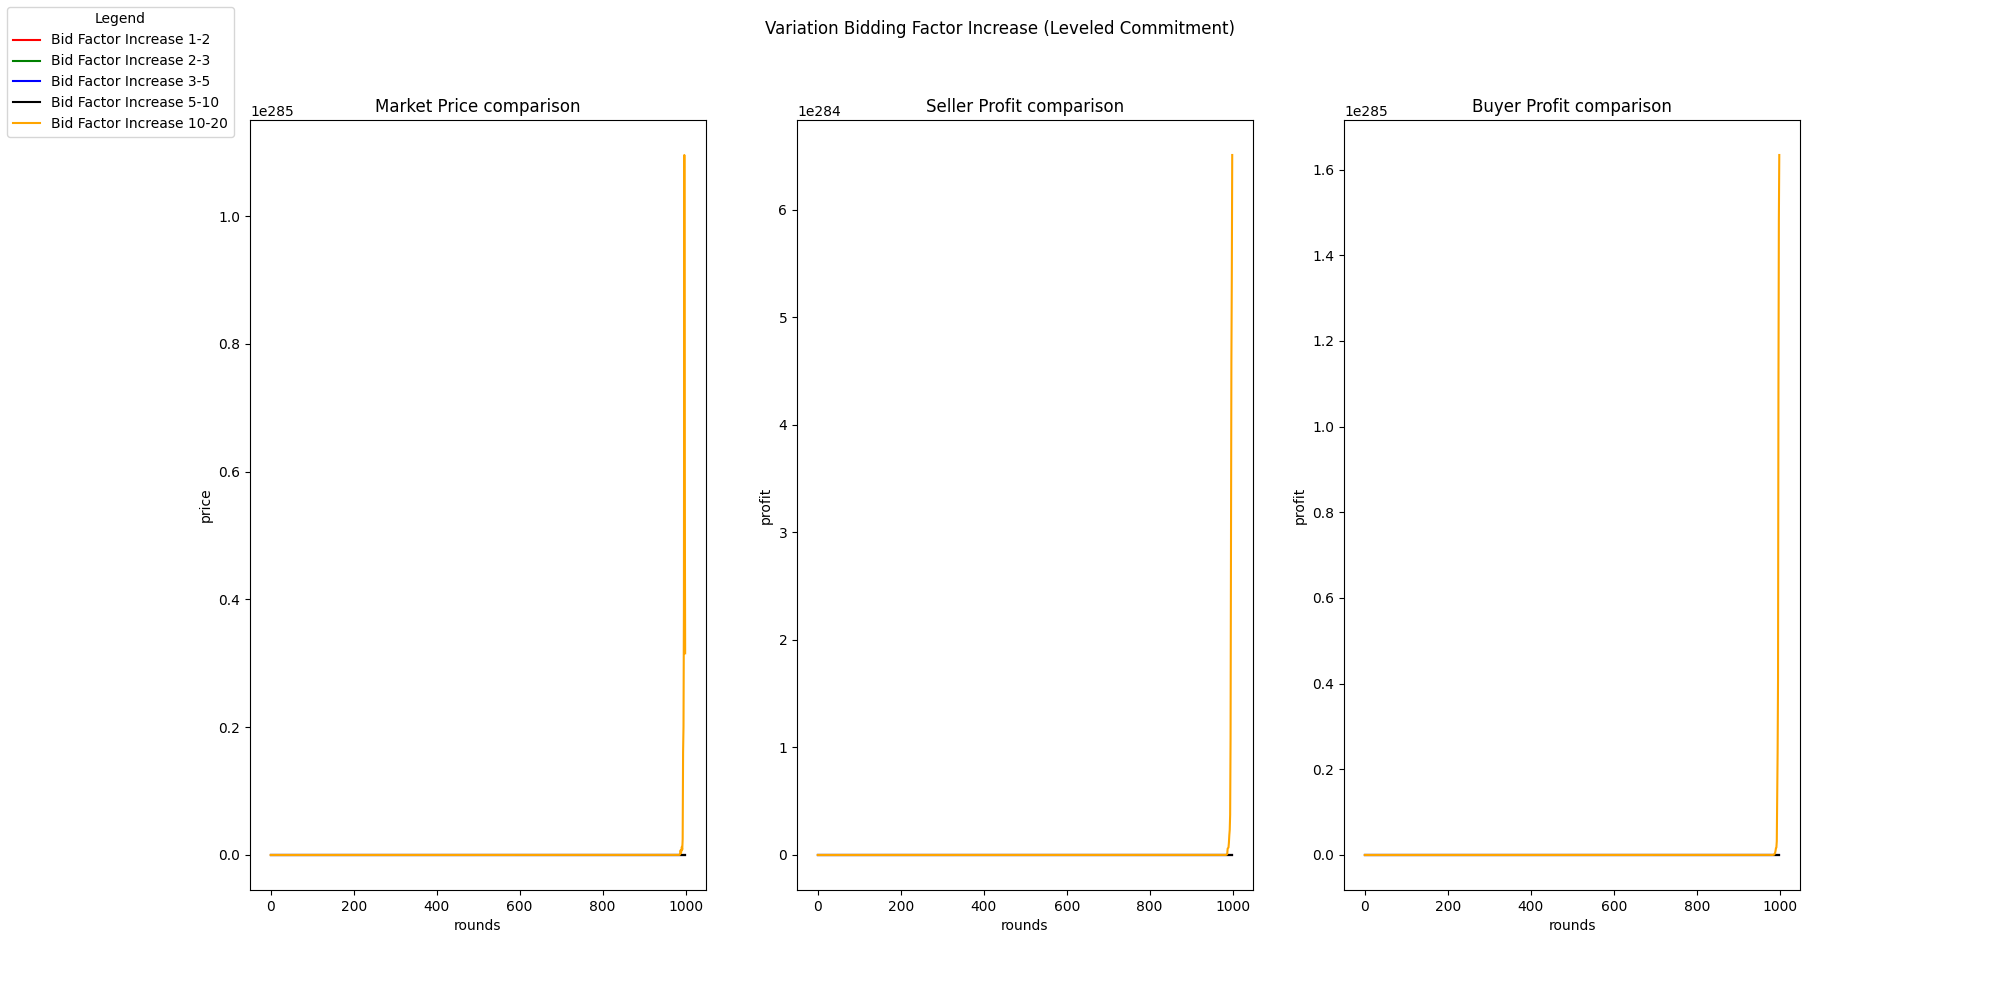 Variation Bidding Factor Increase (Leveled Commitment)
Legend
Bid Factor Increase 1-2
Bid Factor Increase 2-3
Bid Factor Increase 3-5
Bid Factor Increase 5-10
Bid Factor Increase 10-20
Market Price comparison
1e285
1.0
0.8
0.6
0.4
0.2
0.0
price
0 200 400 600 800 1000
rounds
Seller Profit comparison
1e284
6
5
4
3
2
1
0
profit
0 200 400 600 800 1000
rounds
Buyer Profit comparison
1e285
1.6
1.4
1.2
1.0
0.8
0.6
0.4
0.2
0.0
profit
0 200 400 600 800 1000
rounds